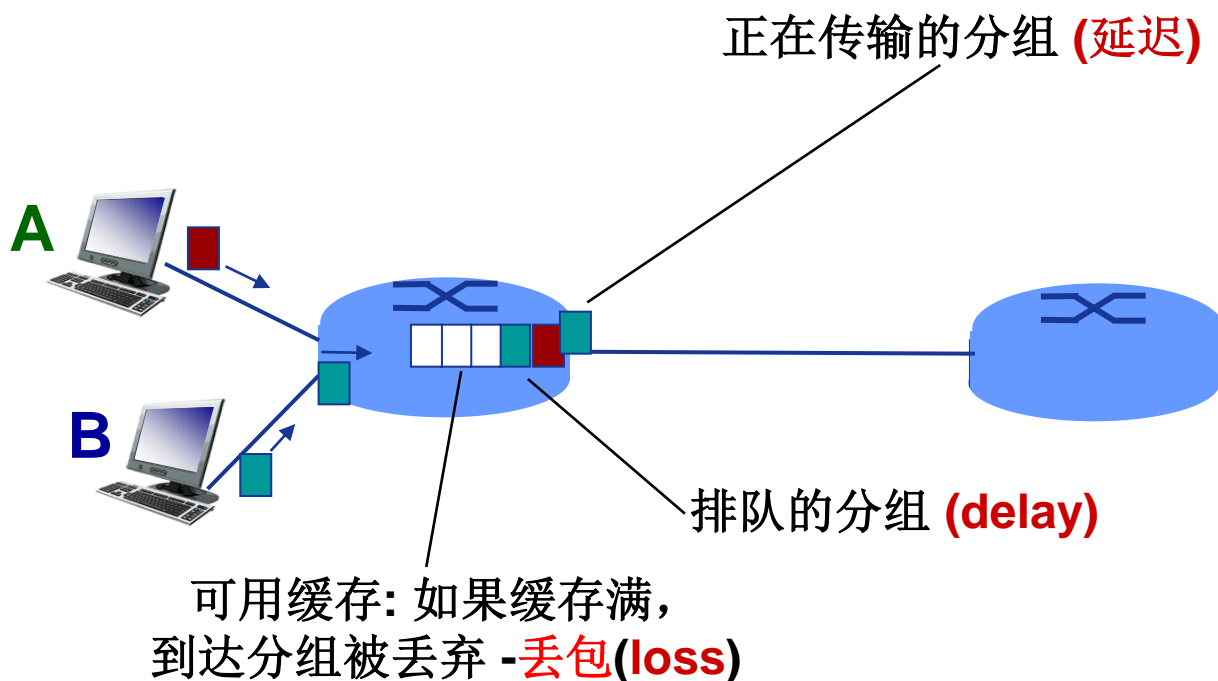 正在传输的分组 (延迟)
A
B
排队的分组 (delay)
可用缓存: 如果缓存满，
到达分组被丢弃 -丢包(loss)